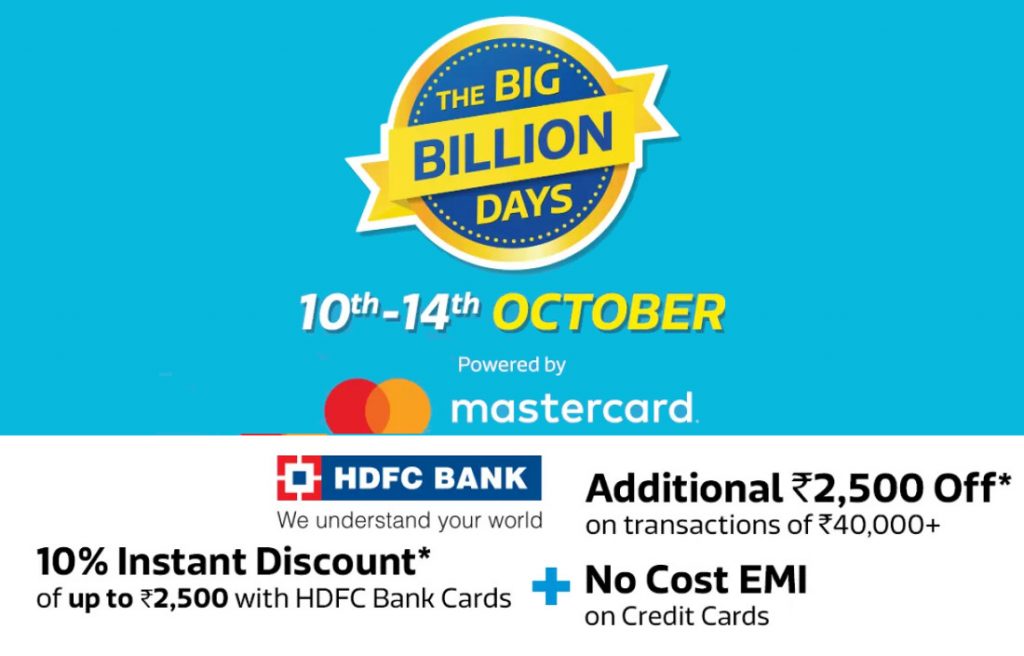 THE BIG
BILLION
DAYS
10th-14th OCTOBER
Powered by
mastercard.
HDFC BANK
We understand your world
10% Instant Discount*
of up to ₹2,500 with HDFC Bank Cards
+
Additional ₹2,500 Off*
on transactions of ₹40,000+
No Cost EMI
on Credit Cards